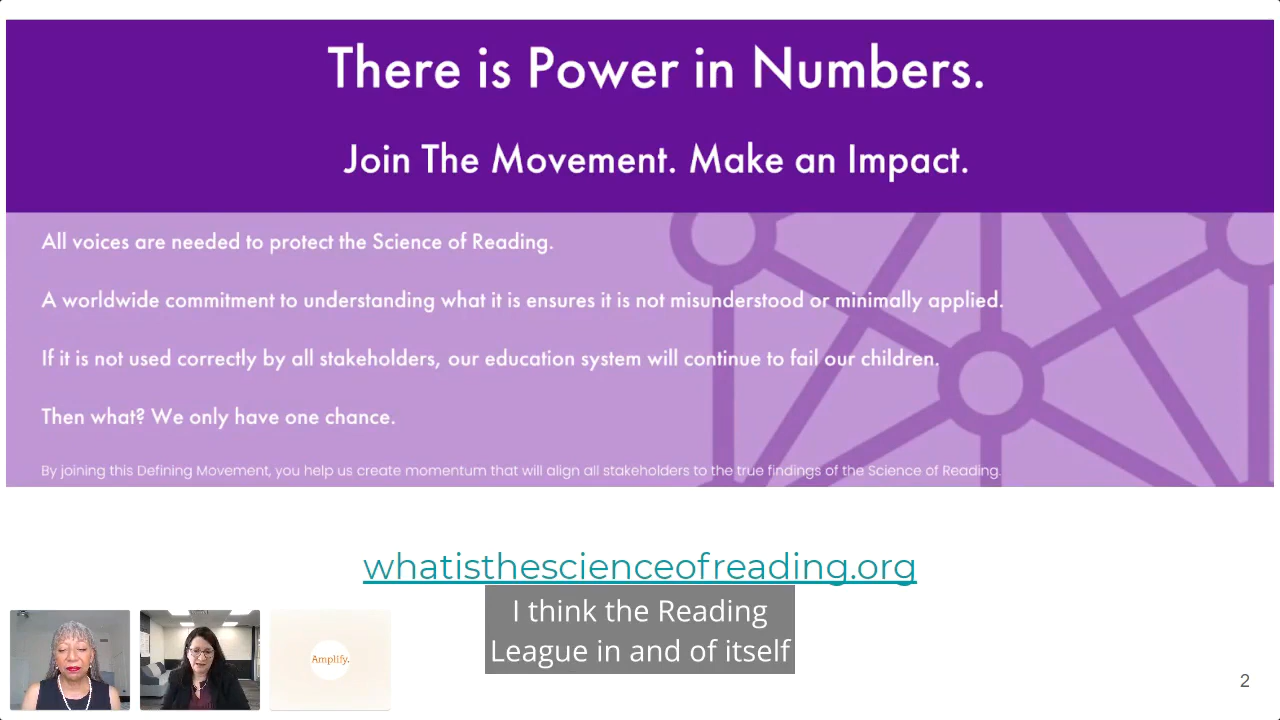 There is Power in Numbers.
Join The Movement. Make an Impact.
All voices are needed to protect the Science of Reading.
A worldwide commitment to understanding what it is ensures it is not misunderstood or minimally applied.
If it is not used correctly by all stakeholders, our education system will continue to fail our children.
Then what? We only have one chance.
By joining this Defining Movement, you help us create momentum that will align all stakeholders to the true findings of the Science of Reading.
whatisthescienceofreading.org
I think the Reading
League in and of itself
Amplify.
2